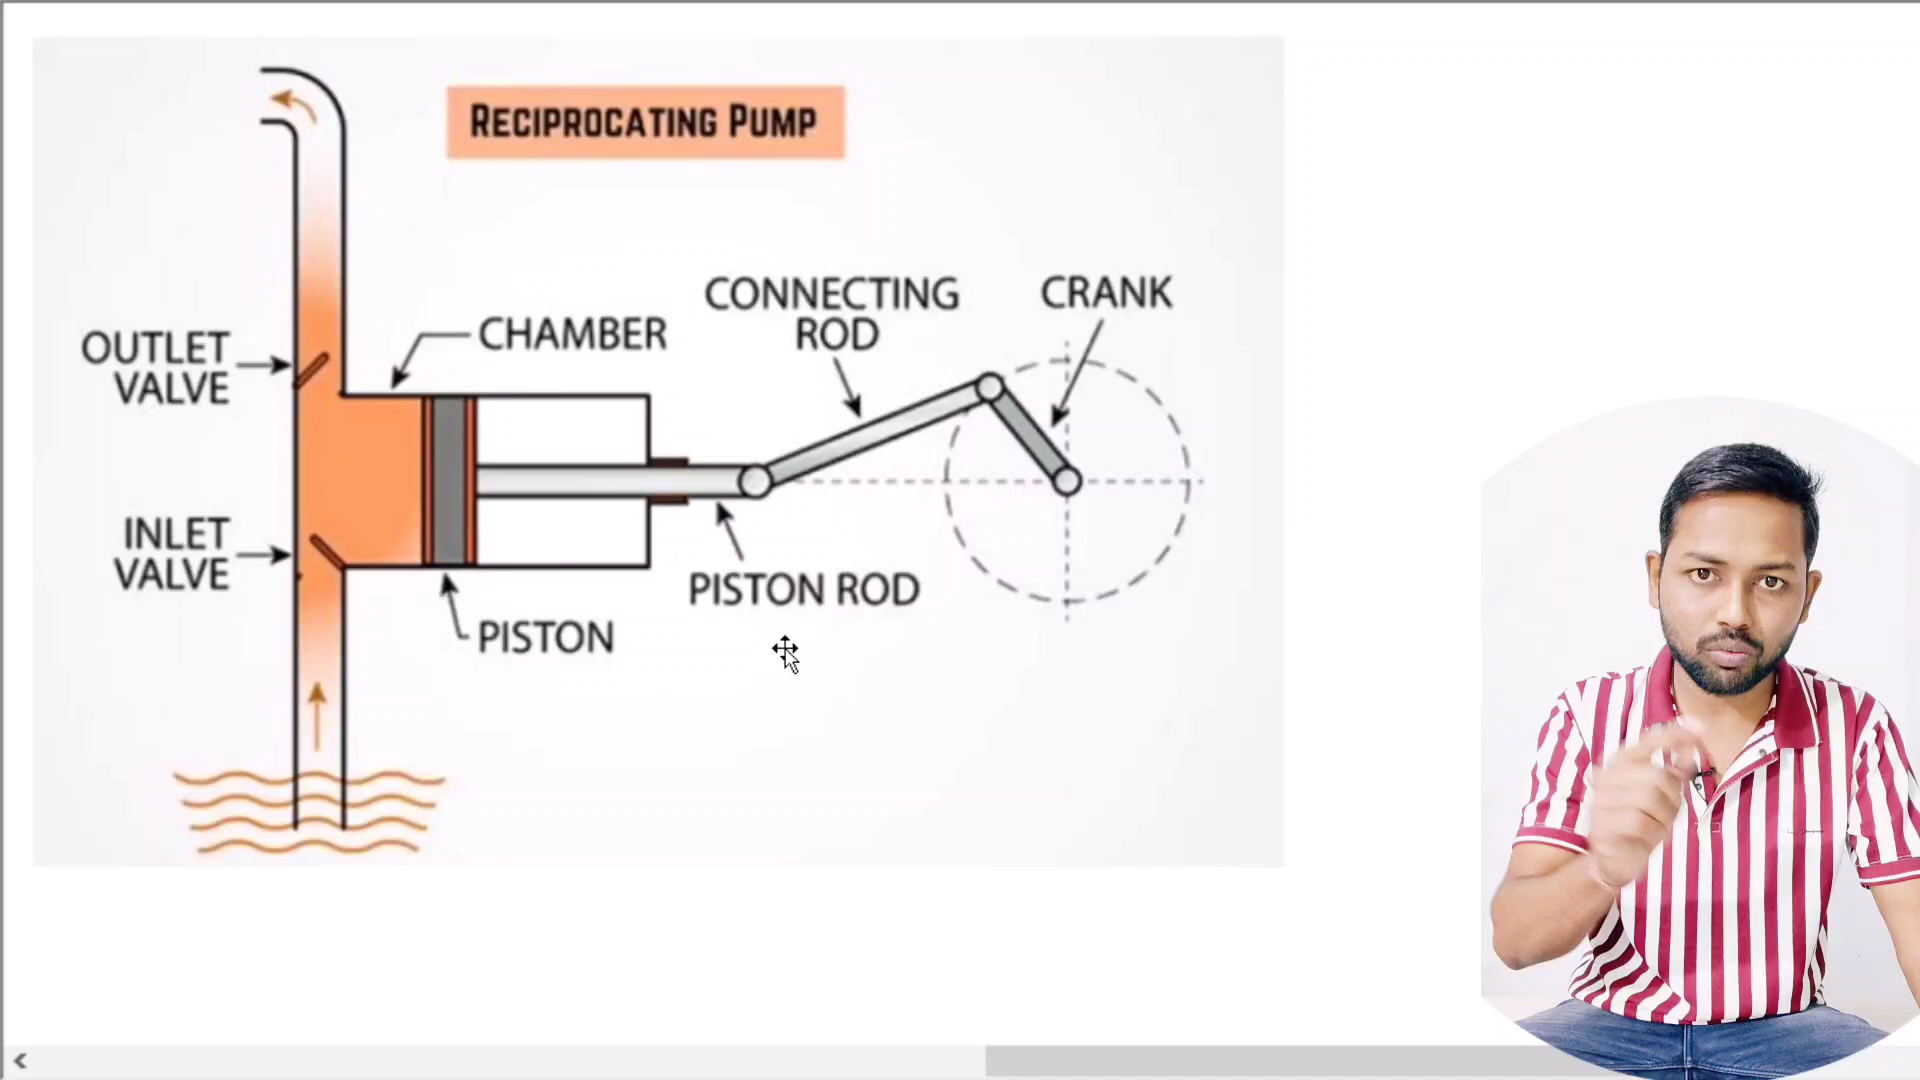 RECIPROCATING PUMP
CONNECTING
ROD
CRANK
CHAMBER
OUTLET
VALVE
INLET
VALVE
PISTON ROD
PISTON